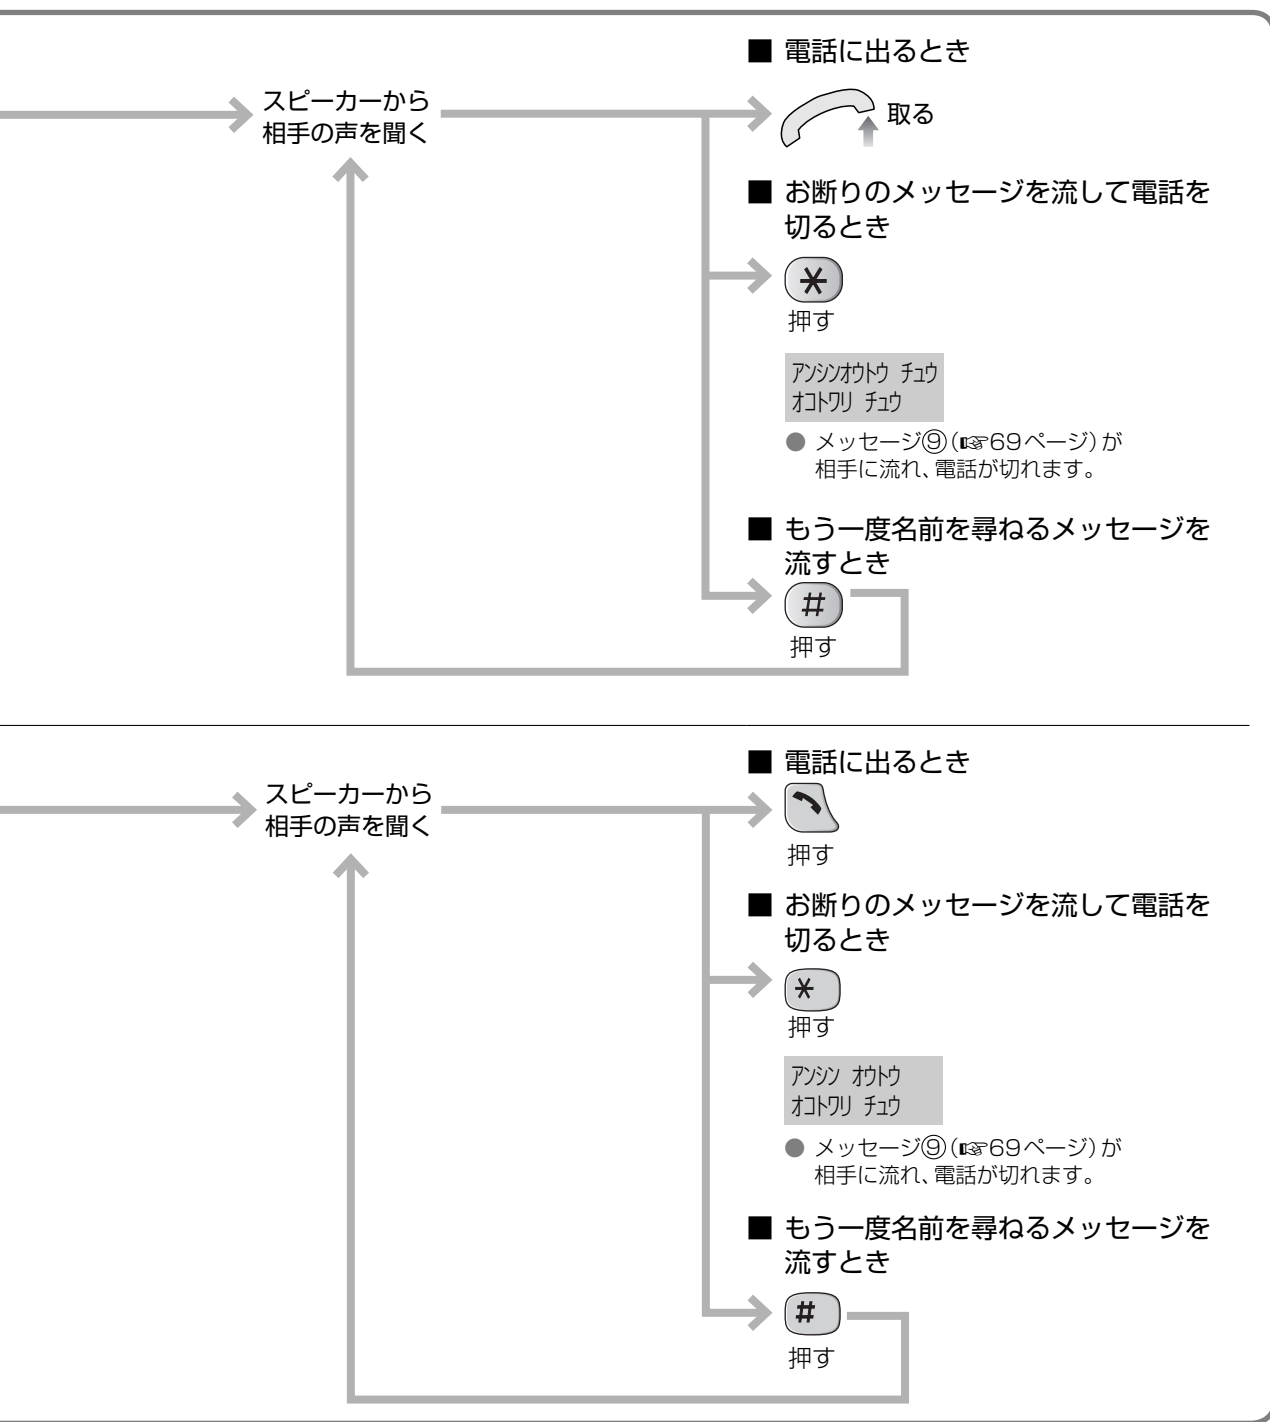 ■ 電話に出るとき
スピーカーから
相手の声を聞く
取る
■ お断りのメッセージを流して電話を
切るとき
押す
アンシンオウトウ チュウ
オコトワリ チュウ
● メッセージ⑨(☞69ページ)が
相手に流れ、電話が切れます。
■ もう一度名前を尋ねるメッセージを
流すとき
#
押す
■ 電話に出るとき
スピーカーから
相手の声を聞く
押す
■ お断りのメッセージを流して電話を
切るとき
押す
アンシン オウトウ
オコトワリ チュウ
● メッセージ⑨(☞69ページ)が
相手に流れ、電話が切れます。
■ もう一度名前を尋ねるメッセージを
流すとき
#
押す